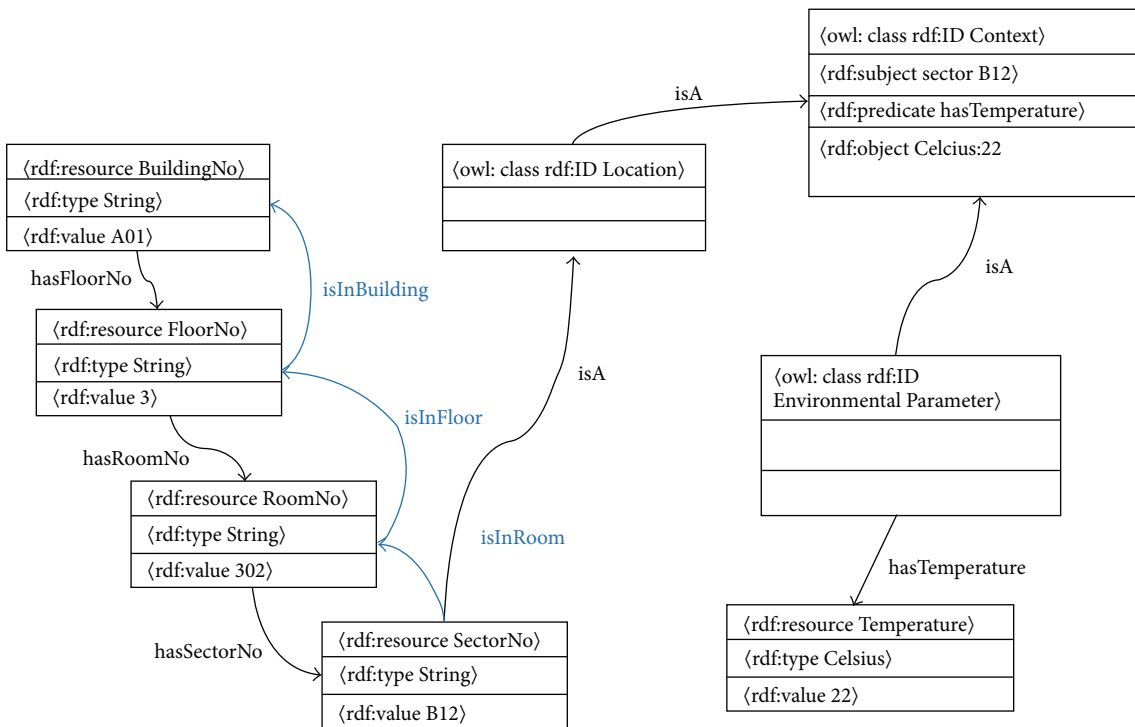 ⟨owl: class rdf:ID Context⟩
⟨rdf:subject sector B12⟩
⟨rdf:predicate hasTemperature⟩
⟨rdf:object Celcius:22
isA
⟨rdf:resource BuildingNo⟩
⟨rdf:type String⟩
⟨rdf:value A01⟩
⟨owl: class rdf:ID Location⟩
hasFloorNo
isInBuilding
isA
⟨rdf:resource FloorNo⟩
⟨rdf:type String⟩
⟨rdf:value 3⟩
isA
⟨owl: class rdf:ID
Environmental Parameter⟩
isInFloor
hasRoomNo
⟨rdf:resource RoomNo⟩
⟨rdf:type String⟩
⟨rdf:value 302⟩
isInRoom
hasTemperature
hasSectorNo
⟨rdf:resource SectorNo⟩
⟨rdf:type String⟩
⟨rdf:value B12⟩
⟨rdf:resource Temperature⟩
⟨rdf:type Celsius⟩
⟨rdf:value 22⟩